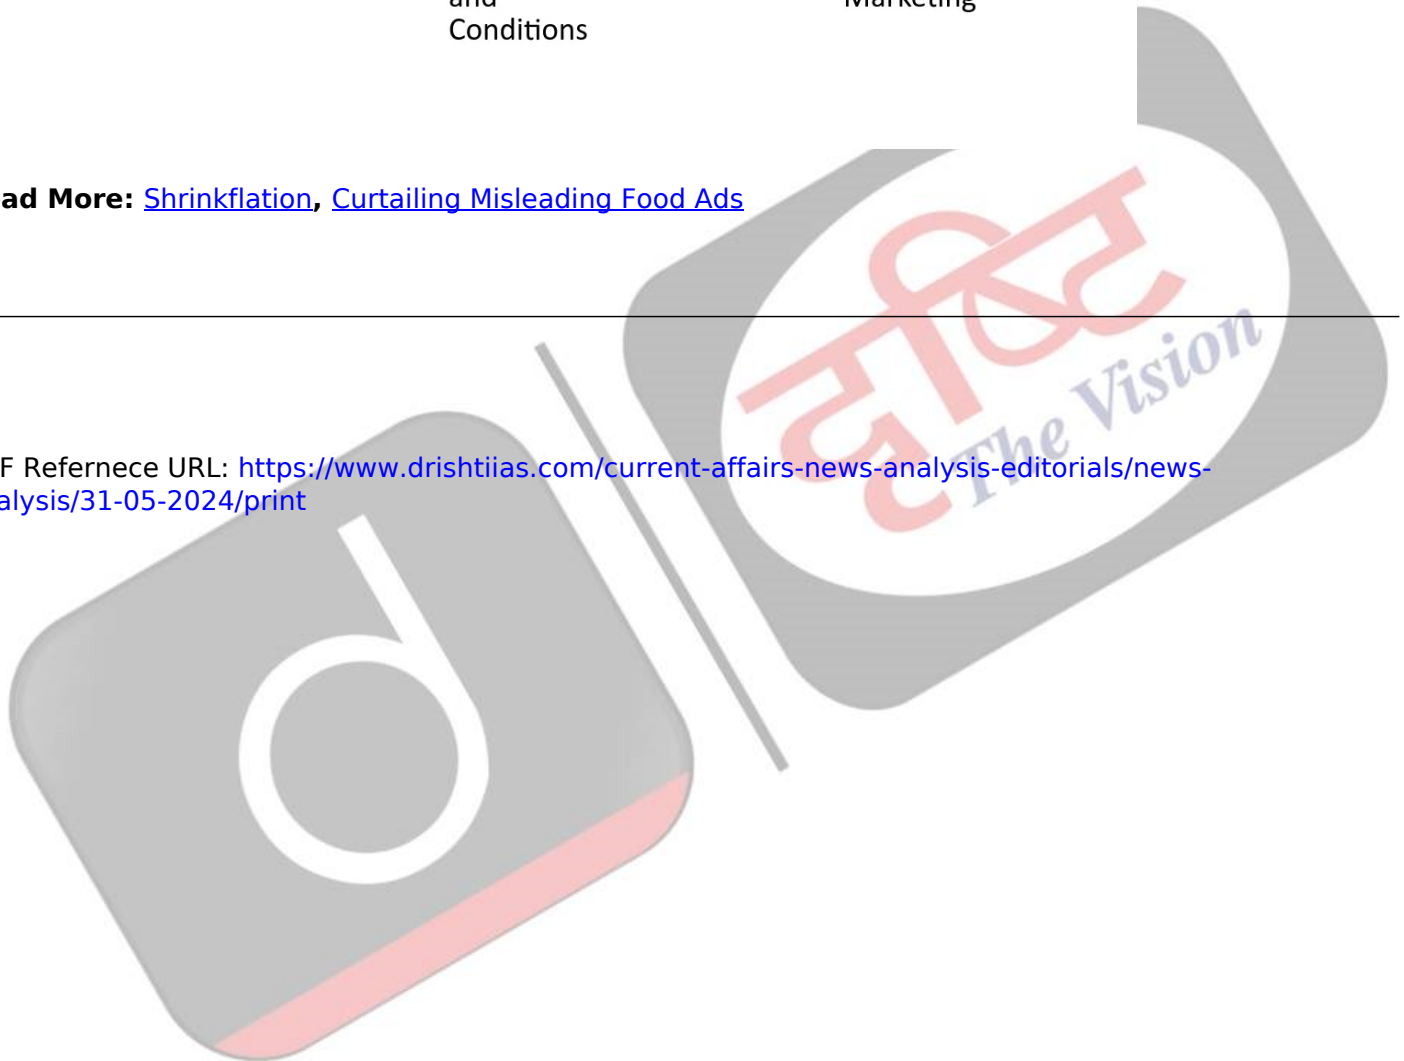 Conditions
ad More: Shrinkflation, Curtailing Misleading Food Ads
दृष्टि
The Vision
F Refernece URL: https://www.drishtiias.com/current-affairs-news-analysis-editorials/news-
alysis/31-05-2024/print
d